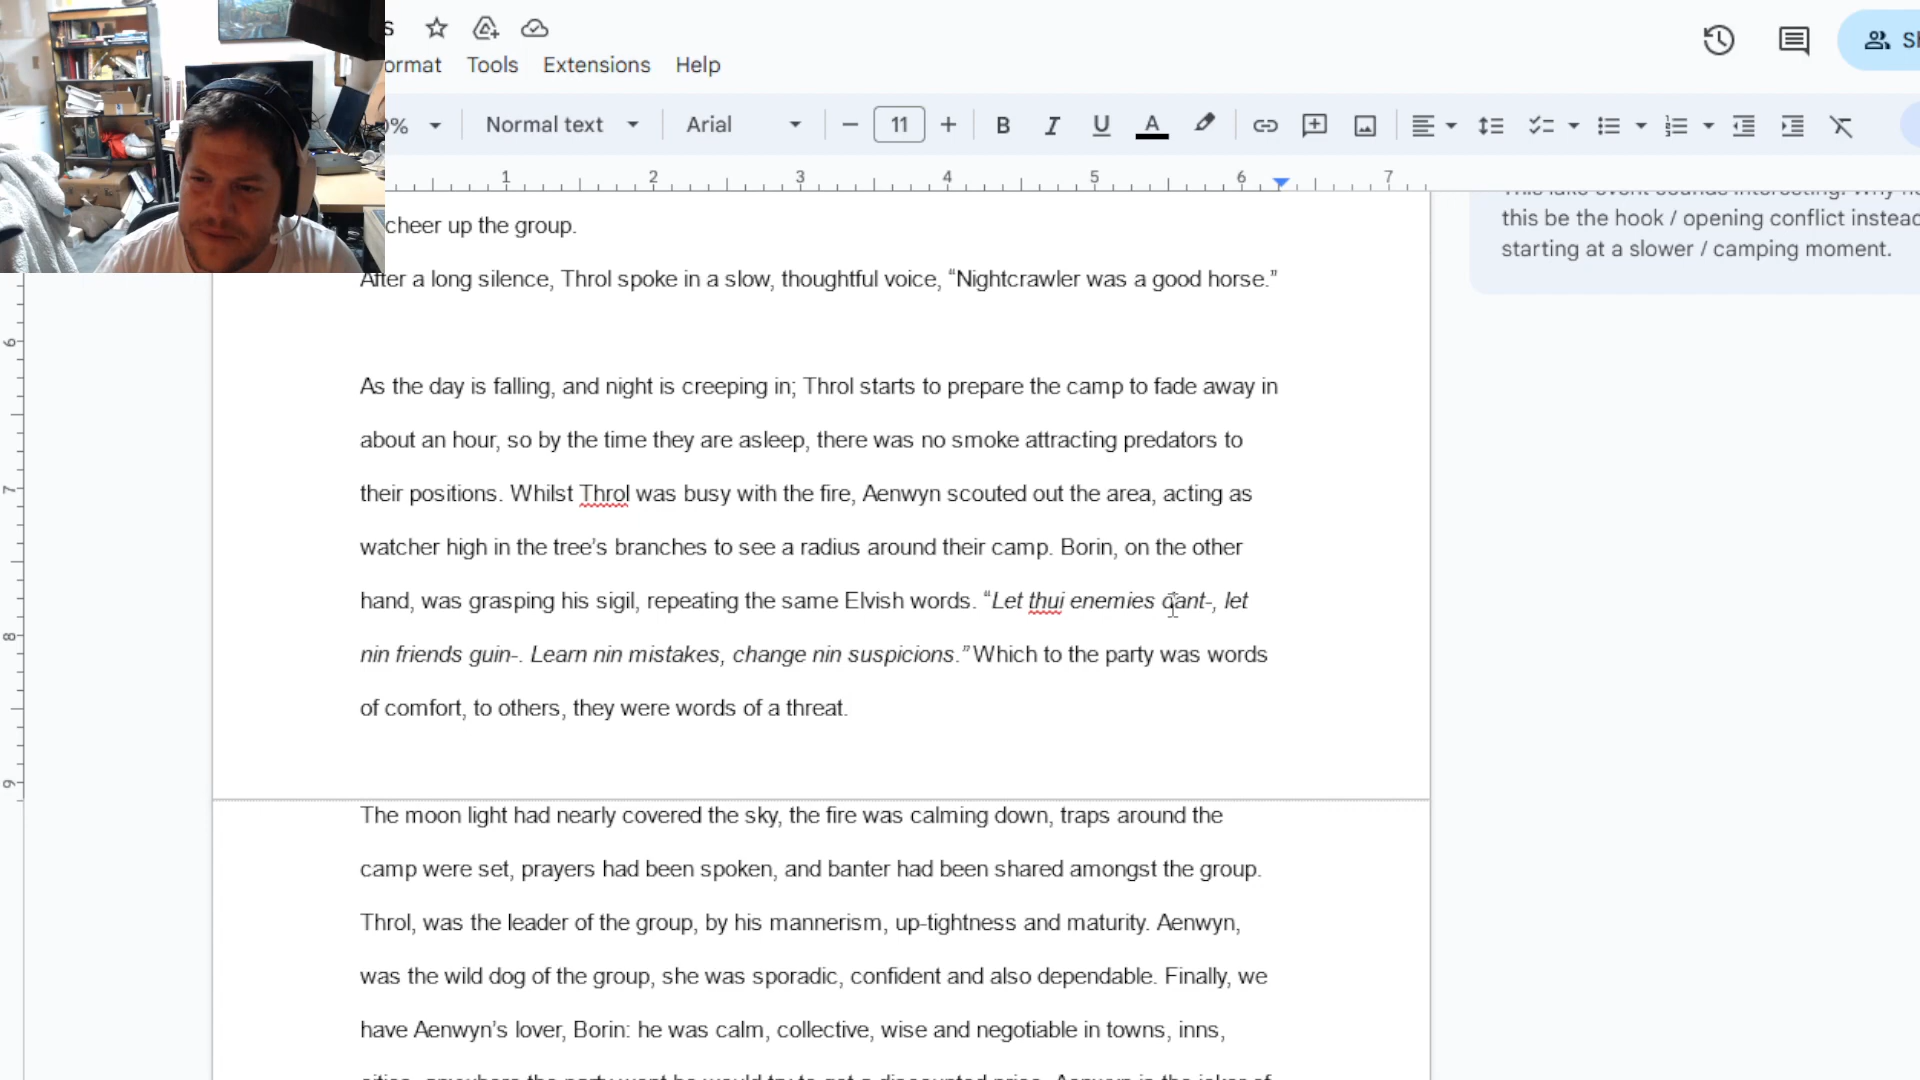 ormat Tools Extensions Help
Normal text Arial 11 B I U A
1 2 3 4 5 6 7
this be the hook / opening conflict instead
starting at a slower / camping moment.
cheer up the group.
After a long silence, Throl spoke in a slow, thoughtful voice, “Nightcrawler was a good horse.”
As the day is falling, and night is creeping in; Throl starts to prepare the camp to fade away in
about an hour, so by the time they are asleep, there was no smoke attracting predators to
their positions. Whilst Throl was busy with the fire, Aenwyn scouted out the area, acting as
watcher high in the tree’s branches to see a radius around their camp. Borin, on the other
hand, was grasping his sigil, repeating the same Elvish words. “Let thui enemies dant-, let
nin friends guin-. Learn nin mistakes, change nin suspicions.” Which to the party was words
of comfort, to others, they were words of a threat.
The moon light had nearly covered the sky, the fire was calming down, traps around the
camp were set, prayers had been spoken, and banter had been shared amongst the group.
Throl, was the leader of the group, by his mannerism, up-tightness and maturity. Aenwyn,
was the wild dog of the group, she was sporadic, confident and also dependable. Finally, we
have Aenwyn’s lover, Borin: he was calm, collective, wise and negotiable in towns, inns,
6
7
8
9